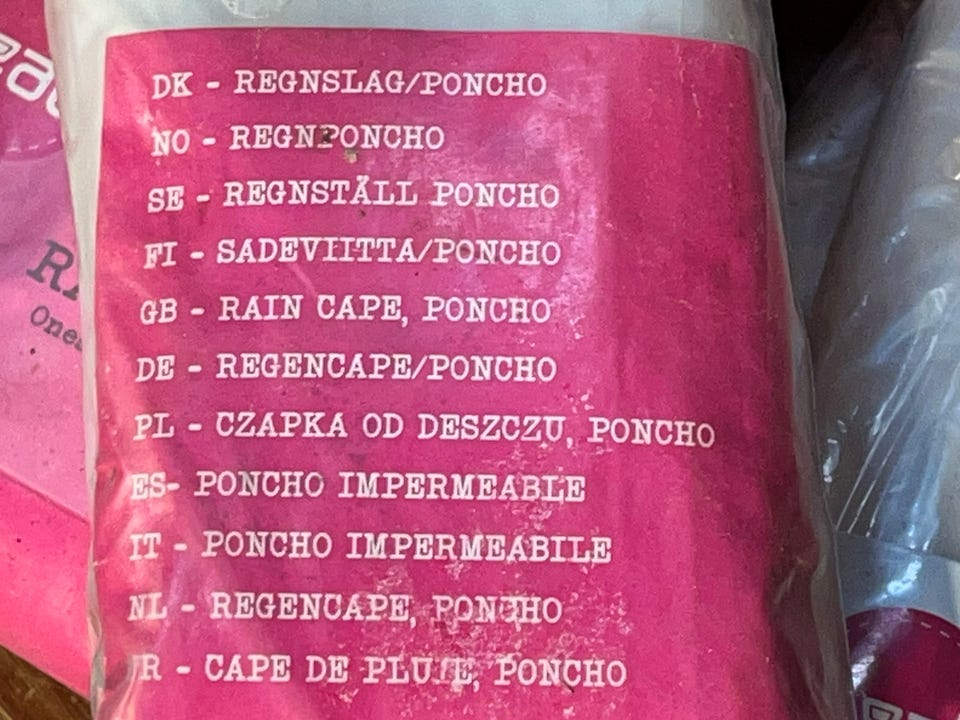 DK - REGNSLAG/PONCHO
NO - REGNPONCHO
SE - REGNSTÄLL PONCHO
FI - SADEVIITTA/PONCHO
GB - RAIN CAPE, PONCHO
DE - REGENCAPE/PONCHO
PL - CZAPKA OD DESZCZU, PONCHO
ES- PONCHO IMPERMEABLE
IT - PONCHO IMPERMEABILE
NL - REGENCAPE, PONCHO
FR - CAPE DE PLUIE, PONCHO